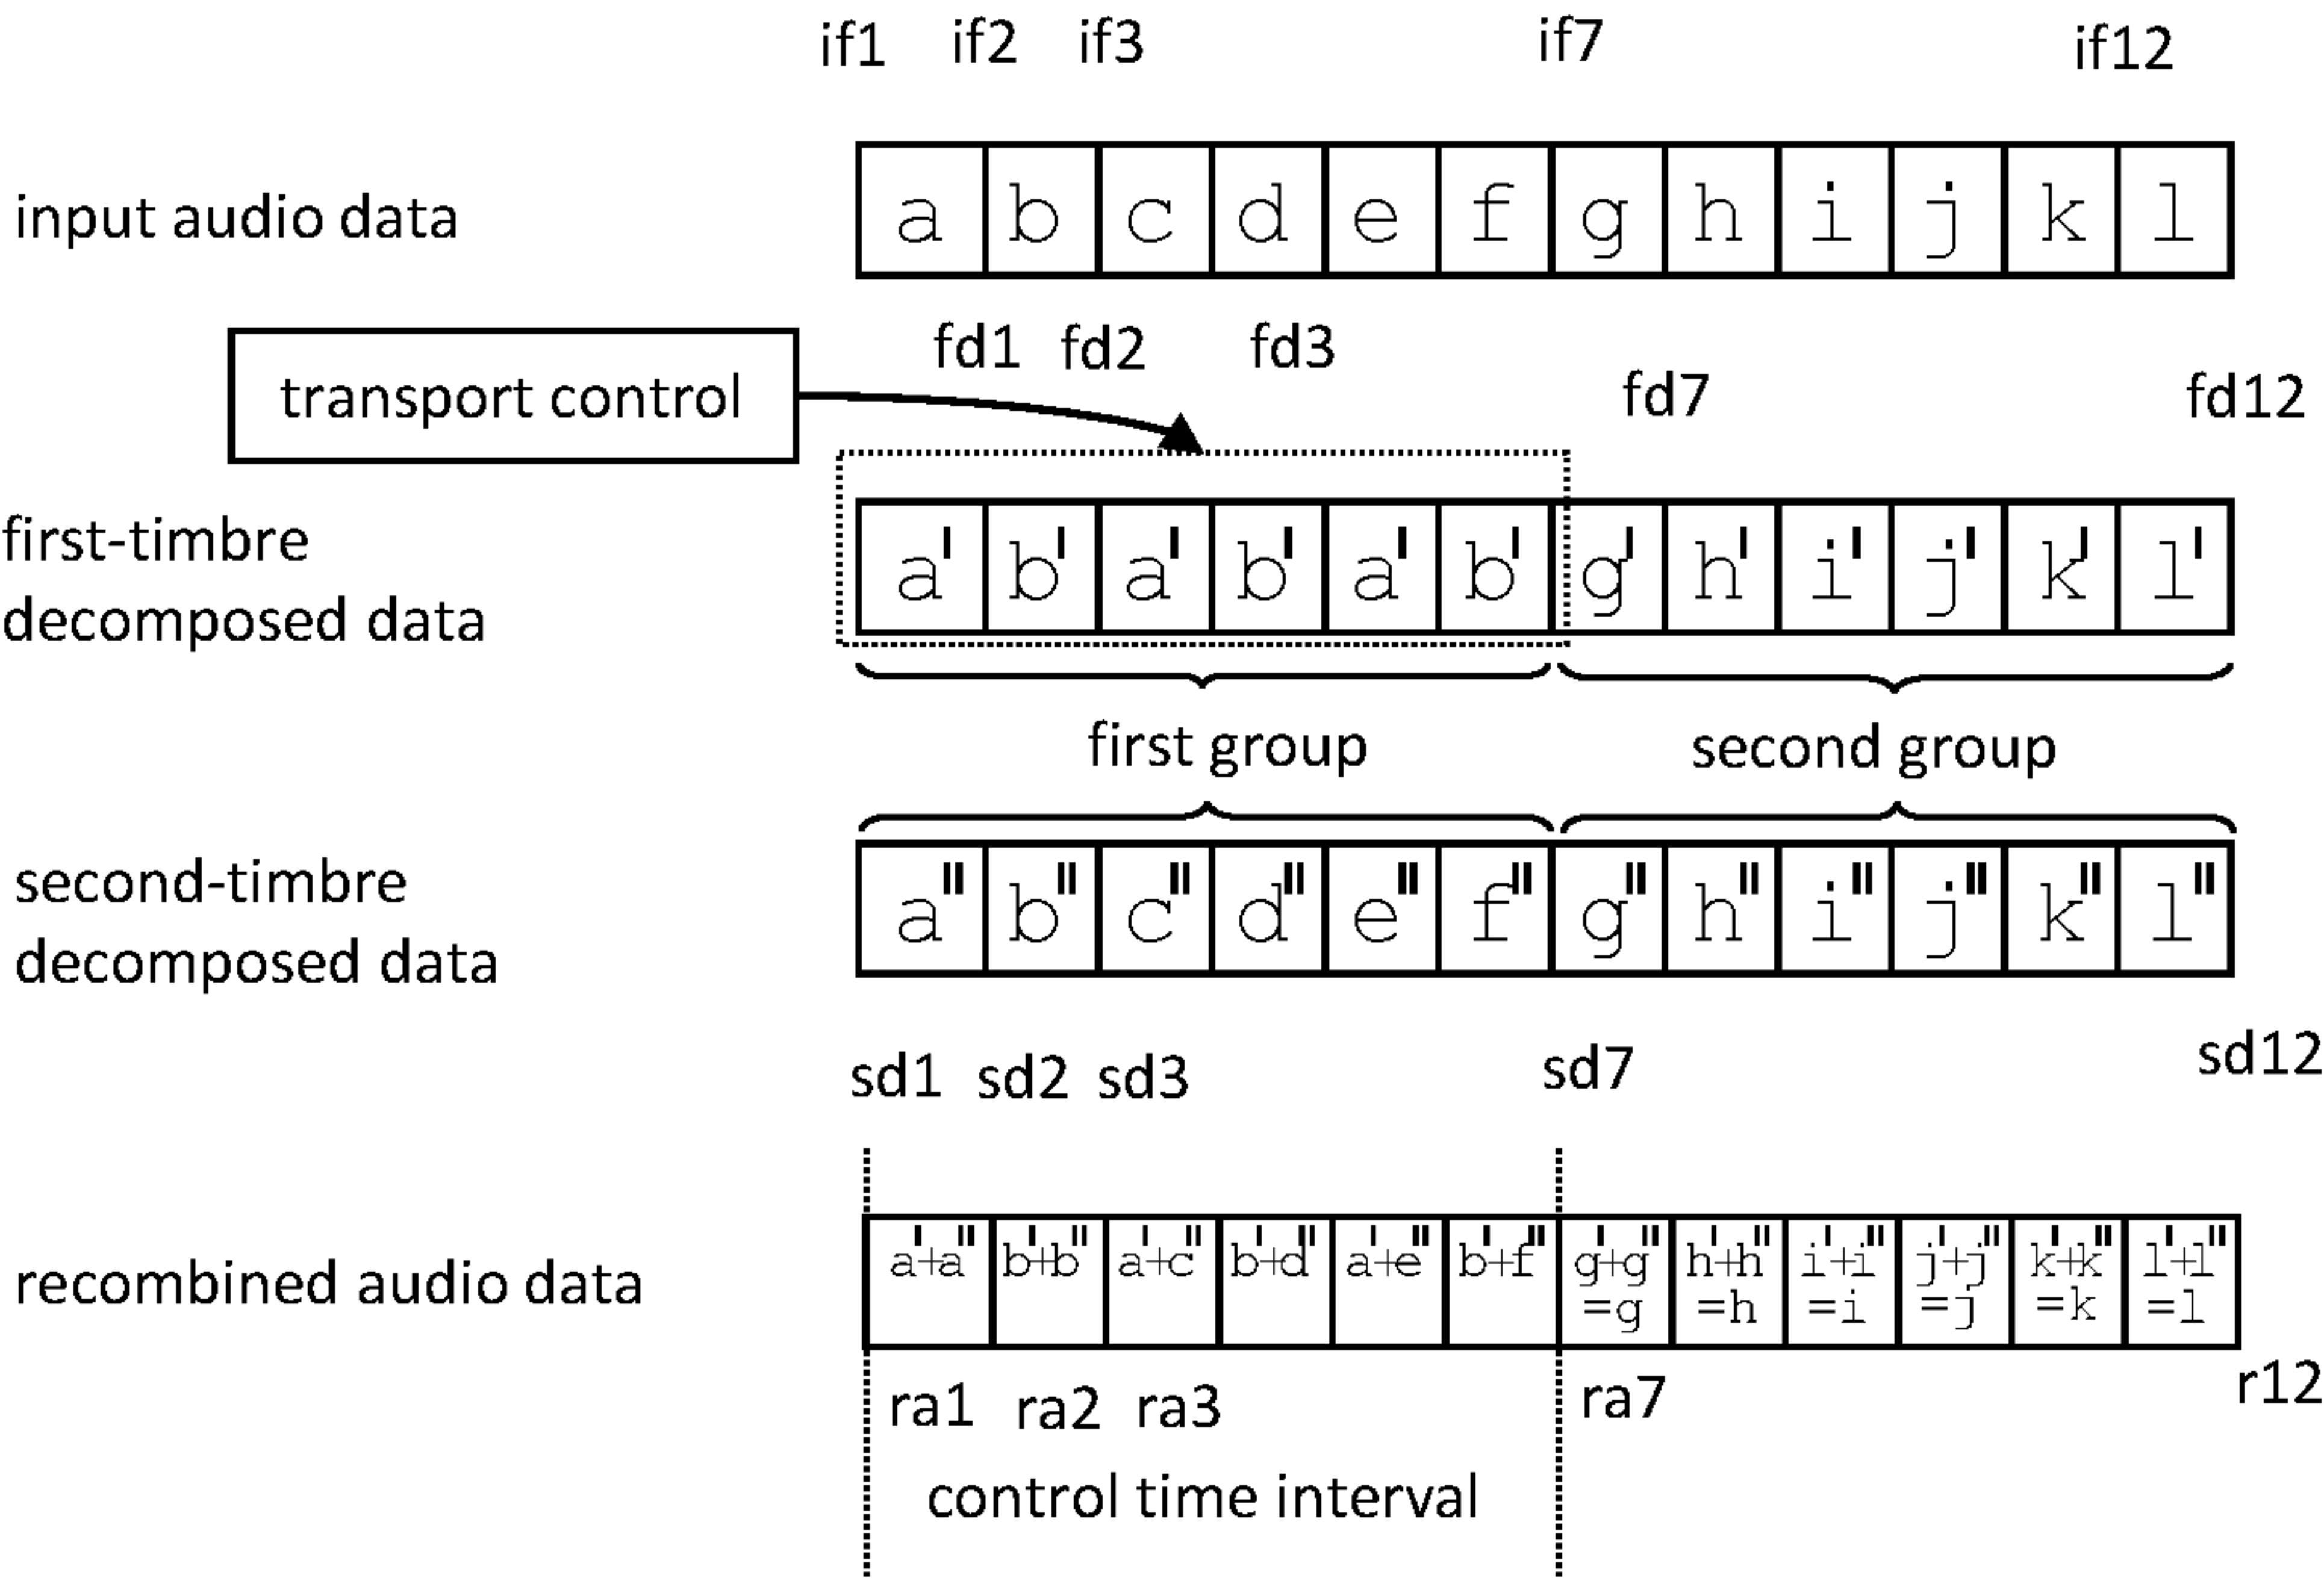 if1 if2 if3 if7 if12
input audio data a b c d e f g h i j k l
fd1 fd2 fd3 fd7 fd12
transport control
first-timbre
decomposed data
a' b' a' b' a' b' g' h' i' j' k' l'
first group second group
second-timbre
decomposed data
a" b" c" d" e" f" g" h" i" j" k" l"
sd1 sd2 sd3 sd7 sd12
recombined audio data
a'+a" b'+b" a'+c" b'+d" a'+e" b'+f" g'+g" h'+h" i'+i" j'+j" k'+k" l'+l"
=g =h =i =j =k =l
ra1 ra2 ra3 ra7 r12
control time interval